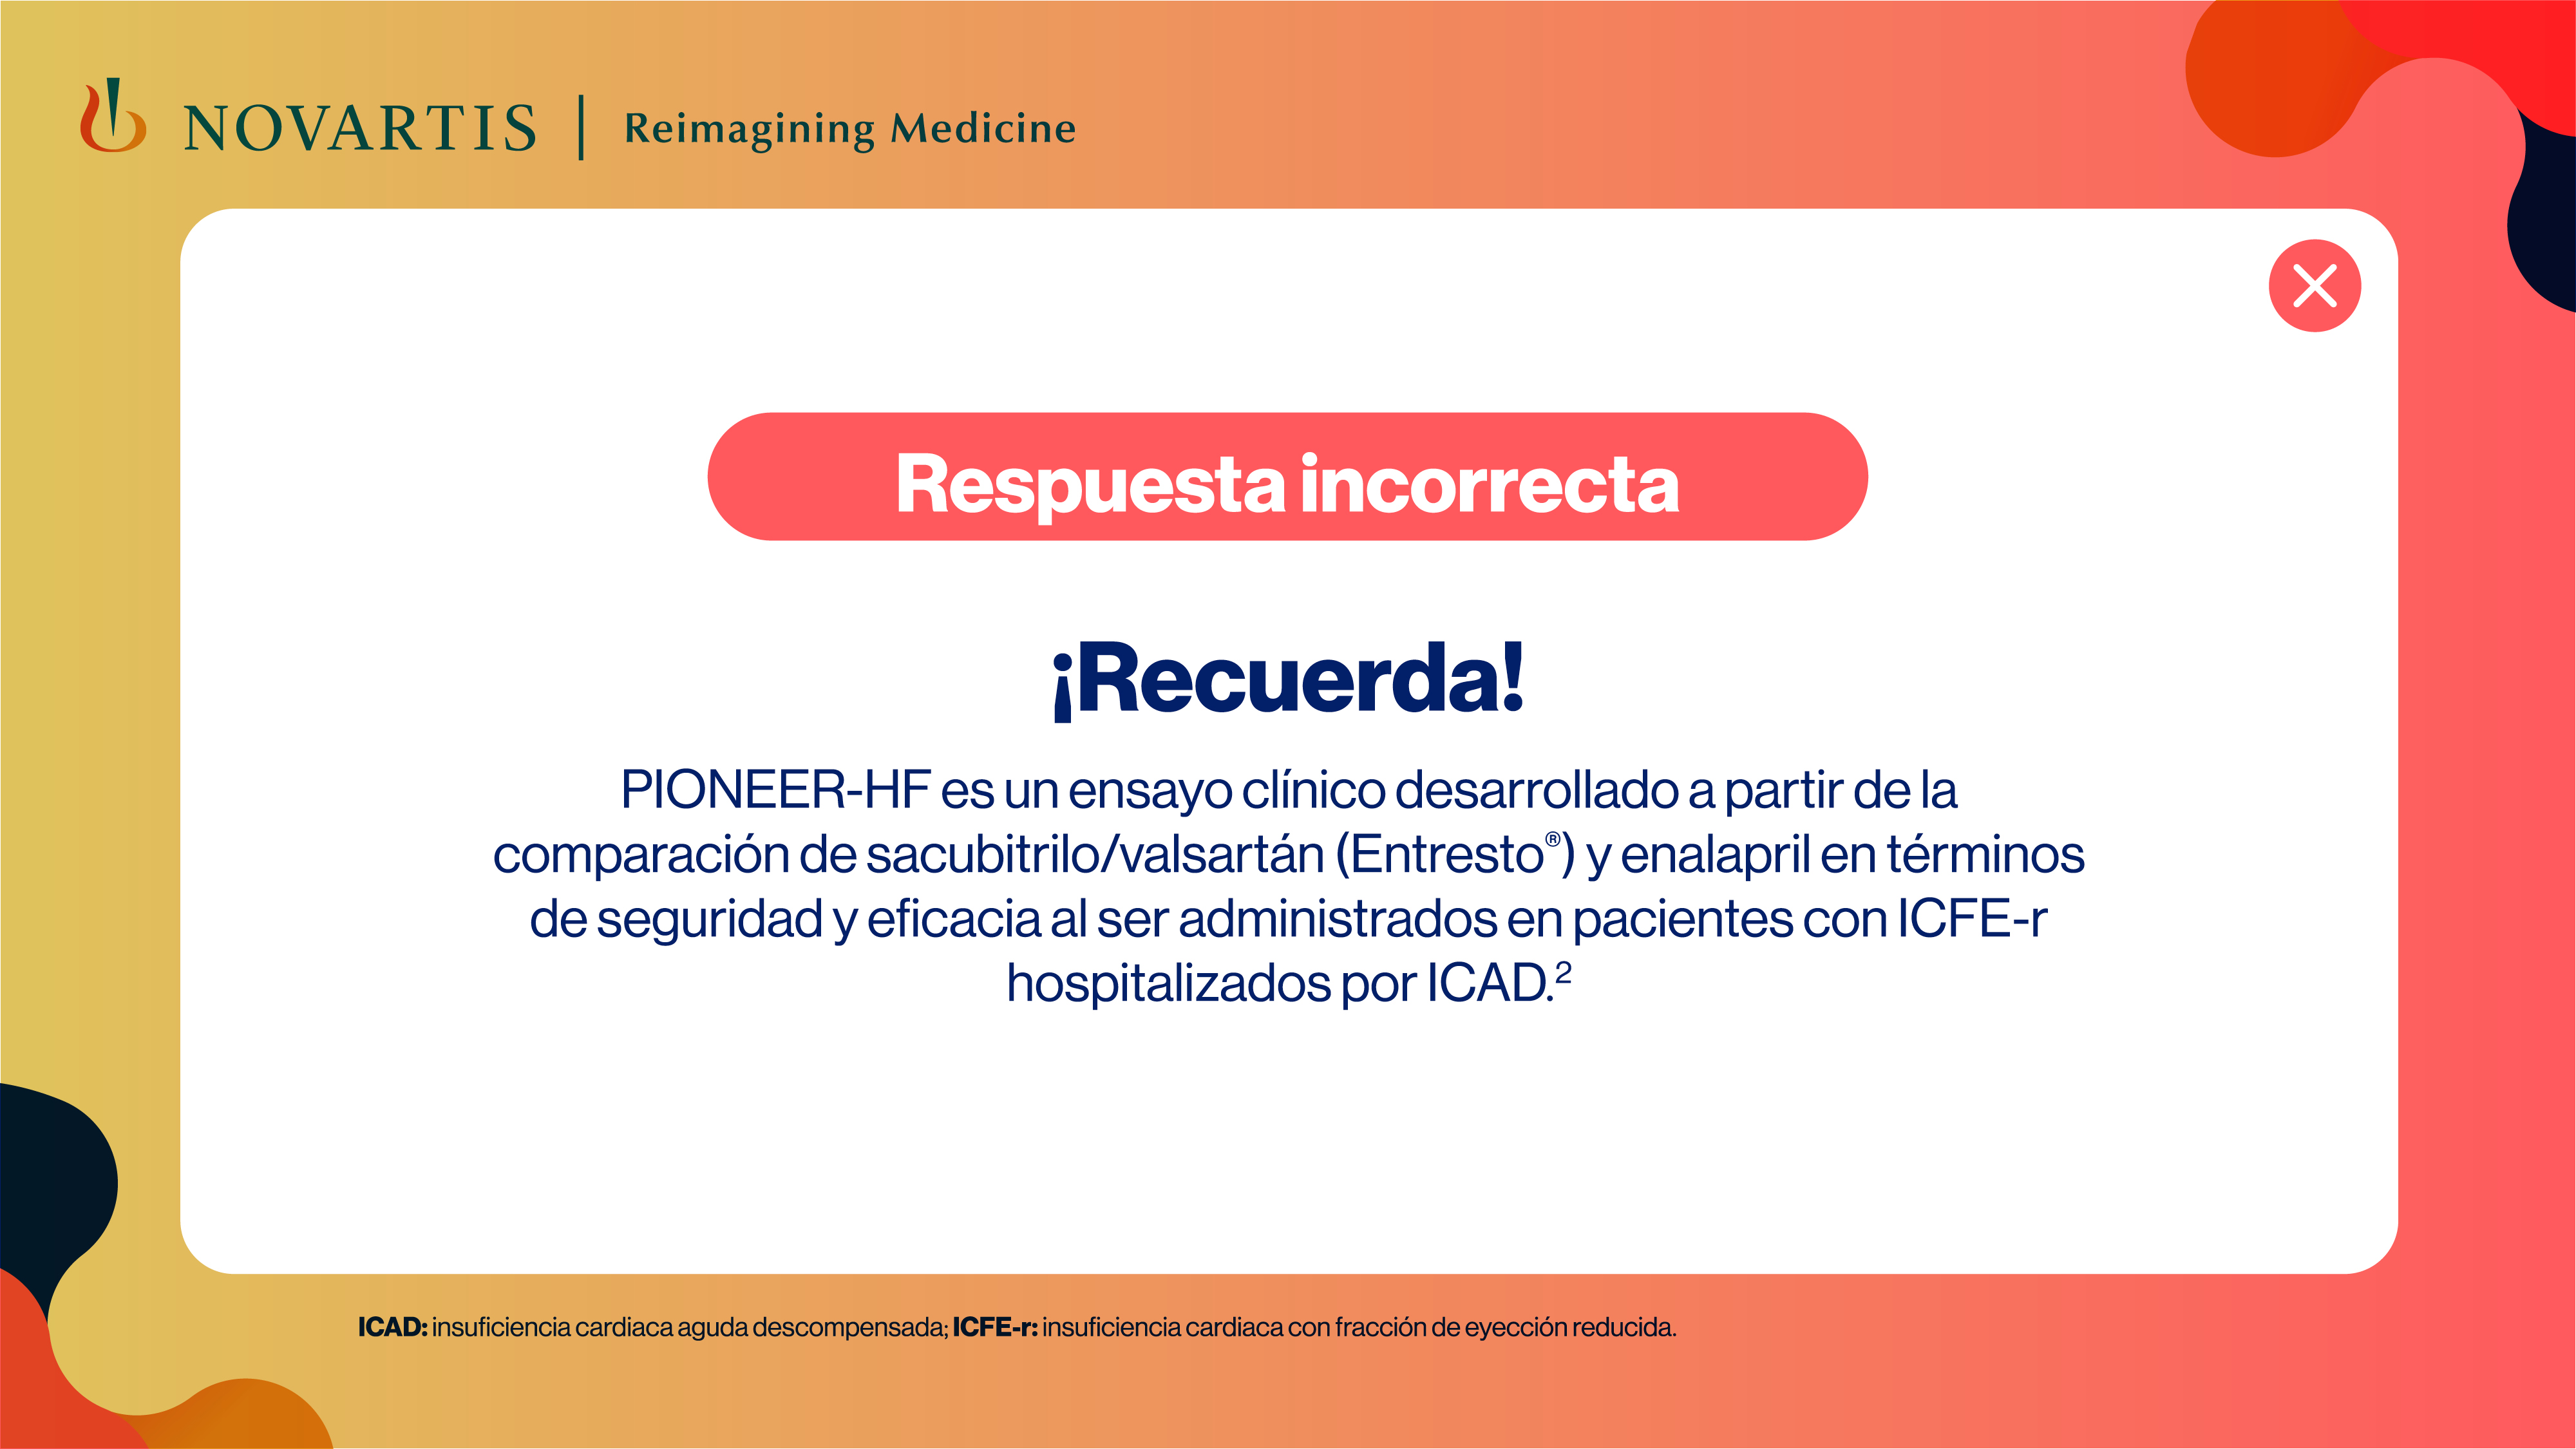 NOVARTIS | Reimagining Medicine
Respuesta incorrecta
¡Recuerda!
PIONEER-HF es un ensayo clínico desarrollado a partir de la
comparación de sacubitrilo/valsartán (Entresto®) y enalapril en términos
de seguridad y eficacia al ser administrados en pacientes con ICFE-r
hospitalizados por ICAD.²
ICAD: insuficiencia cardiaca aguda descompensada; ICFE-r: insuficiencia cardiaca con fracción de eyección reducida.